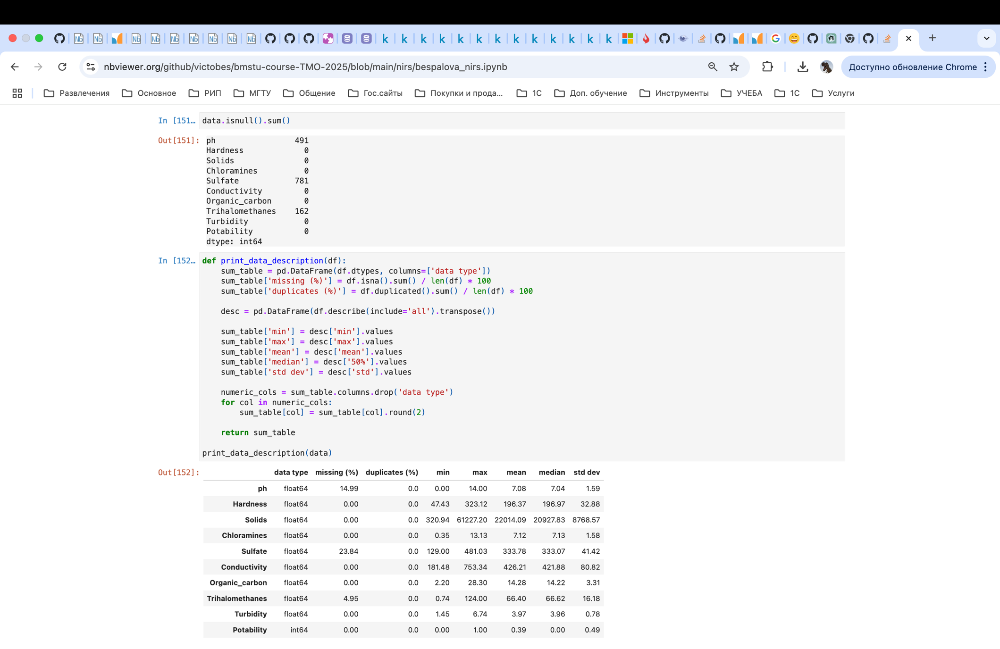 nbviewer.org/github/victobes/bmstu-course-TMO-2025/blob/main/nirs/bespalova_nirs.ipynb
Доступно обновление Chrome
Развлечения Основное РИП МГТУ Общение Гос.сайты Покупки и прода... 1С Доп. обучение Инструменты УЧЕБА 1С Услуги
In [151… data.isnull().sum()
Out[151]: ph 491
Hardness 0
Solids 0
Chloramines 0
Sulfate 781
Conductivity 0
Organic_carbon 0
Trihalomethanes 162
Turbidity 0
Potability 0
dtype: int64
In [152… def print_data_description(df):
sum_table = pd.DataFrame(df.dtypes, columns=['data type'])
sum_table['missing (%)'] = df.isna().sum() / len(df) * 100
sum_table['duplicates (%)'] = df.duplicated().sum() / len(df) * 100
desc = pd.DataFrame(df.describe(include='all').transpose())
sum_table['min'] = desc['min'].values
sum_table['max'] = desc['max'].values
sum_table['mean'] = desc['mean'].values
sum_table['median'] = desc['50%'].values
sum_table['std dev'] = desc['std'].values
numeric_cols = sum_table.columns.drop('data type')
for col in numeric_cols:
sum_table[col] = sum_table[col].round(2)
return sum_table
print_data_description(data)
Out[152]: data type missing (%) duplicates (%) min max mean median std dev
ph float64 14.99 0.0 0.00 14.00 7.08 7.04 1.59
Hardness float64 0.00 0.0 47.43 323.12 196.37 196.97 32.88
Solids float64 0.00 0.0 320.94 61227.20 22014.09 20927.83 8768.57
Chloramines float64 0.00 0.0 0.35 13.13 7.12 7.13 1.58
Sulfate float64 23.84 0.0 129.00 481.03 333.78 333.07 41.42
Conductivity float64 0.00 0.0 181.48 753.34 426.21 421.88 80.82
Organic_carbon float64 0.00 0.0 2.20 28.30 14.28 14.22 3.31
Trihalomethanes float64 4.95 0.0 0.74 124.00 66.40 66.62 16.18
Turbidity float64 0.00 0.0 1.45 6.74 3.97 3.96 0.78
Potability int64 0.00 0.0 0.00 1.00 0.39 0.00 0.49